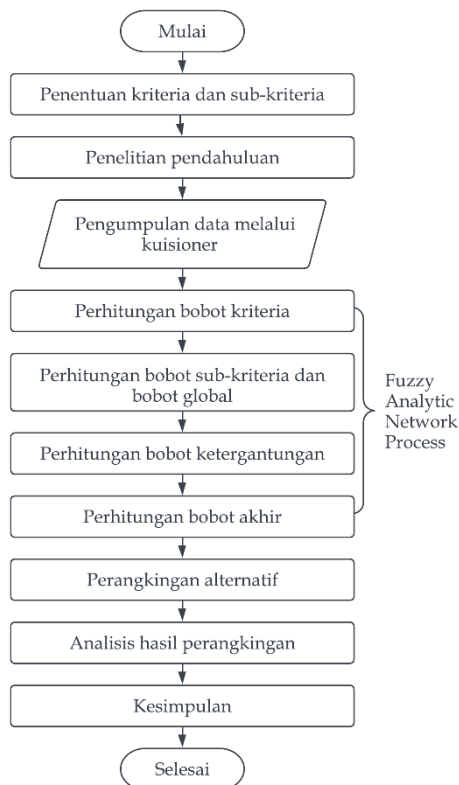 Mulai
Penentuan kriteria dan sub-kriteria
Penelitian pendahuluan
Pengumpulan data melalui
kuisioner
Perhitungan bobot kriteria
Perhitungan bobot sub-kriteria dan
bobot global
Perhitungan bobot ketergantungan
Perhitungan bobot akhir
Fuzzy
Analytic
Network
Process
Perangkingan alternatif
Analisis hasil perangkingan
Kesimpulan
Selesai